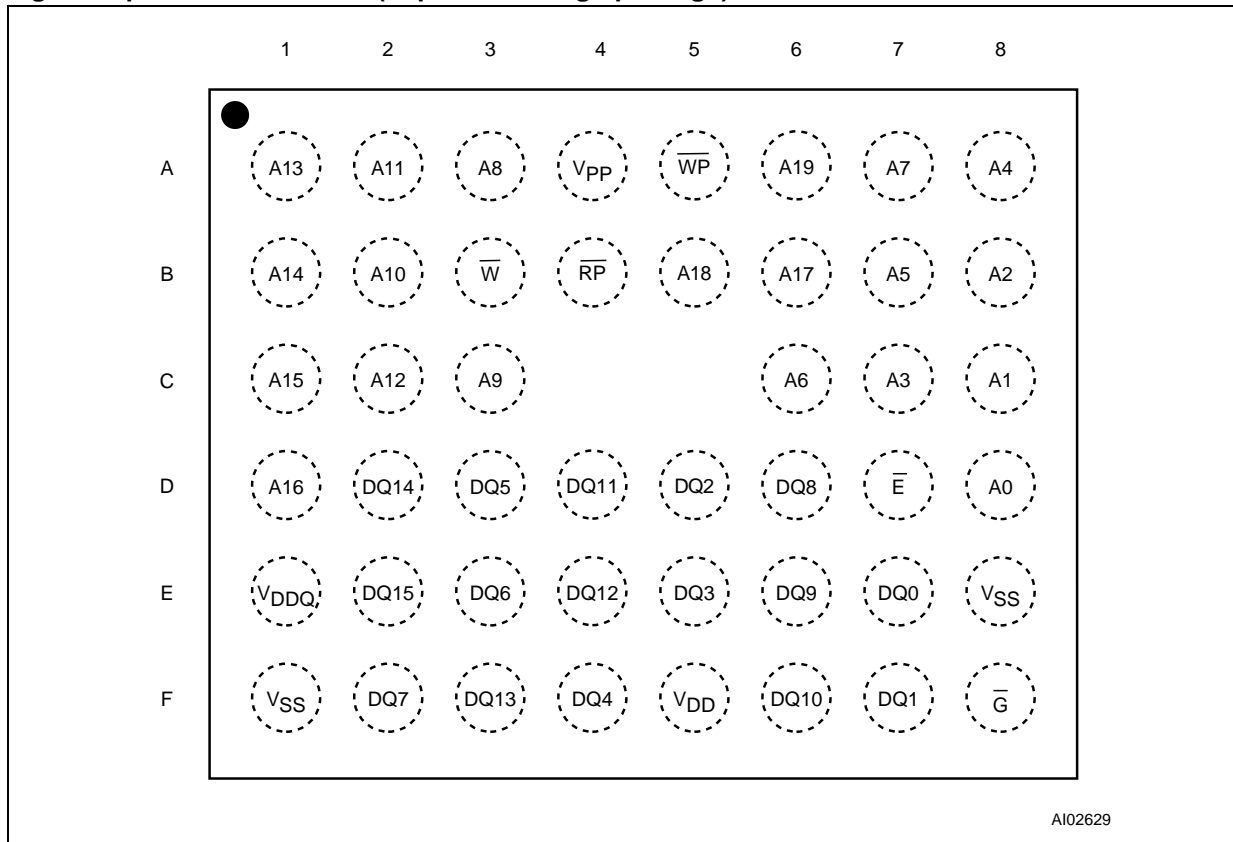 1 2 3 4 5 6 7 8
A A13 A11 A8 VPP W̅P̅ A19 A7 A4
B A14 A10 W̅ R̅P̅ A18 A17 A5 A2
C A15 A12 A9 A6 A3 A1
D A16 DQ14 DQ5 DQ11 DQ2 DQ8 E̅ A0
E VDDQ DQ15 DQ6 DQ12 DQ3 DQ9 DQ0 VSS
F VSS DQ7 DQ13 DQ4 VDD DQ10 DQ1 G̅
AI02629